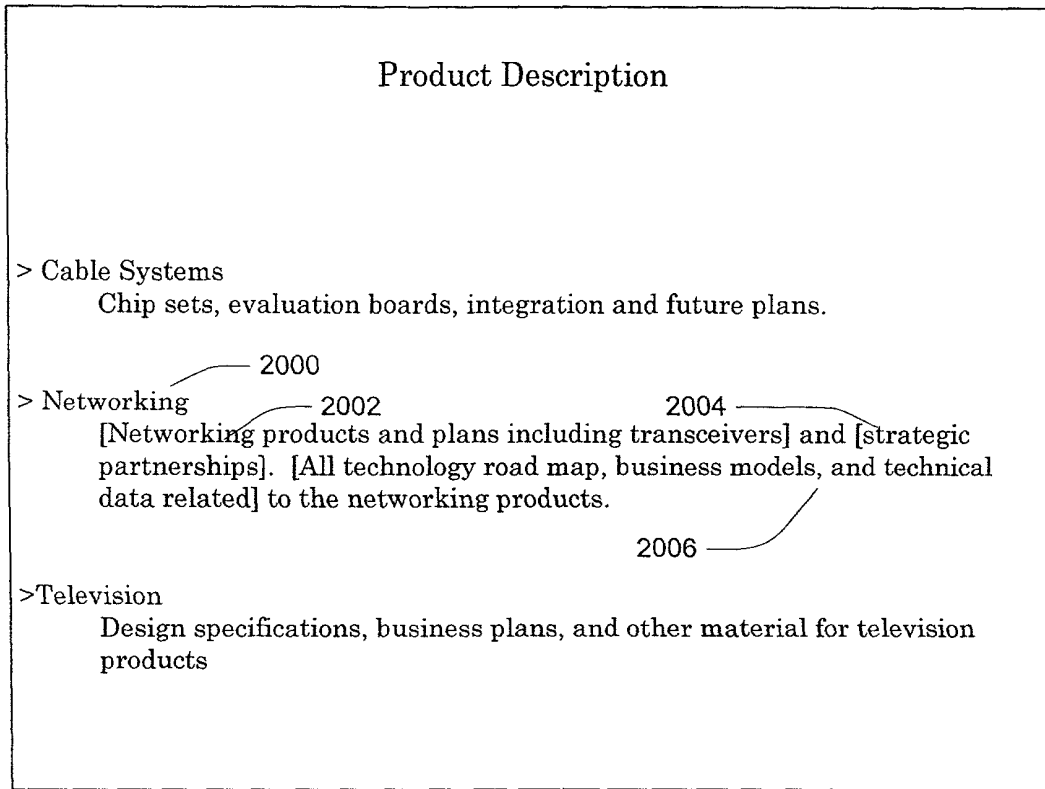 Product Description
> Cable Systems
Chip sets, evaluation boards, integration and future plans.
2000
> Networking
2002
2004
[Networking products and plans including transceivers] and [strategic
partnerships]. [All technology road map, business models, and technical
data related] to the networking products.
2006
>Television
Design specifications, business plans, and other material for television
products